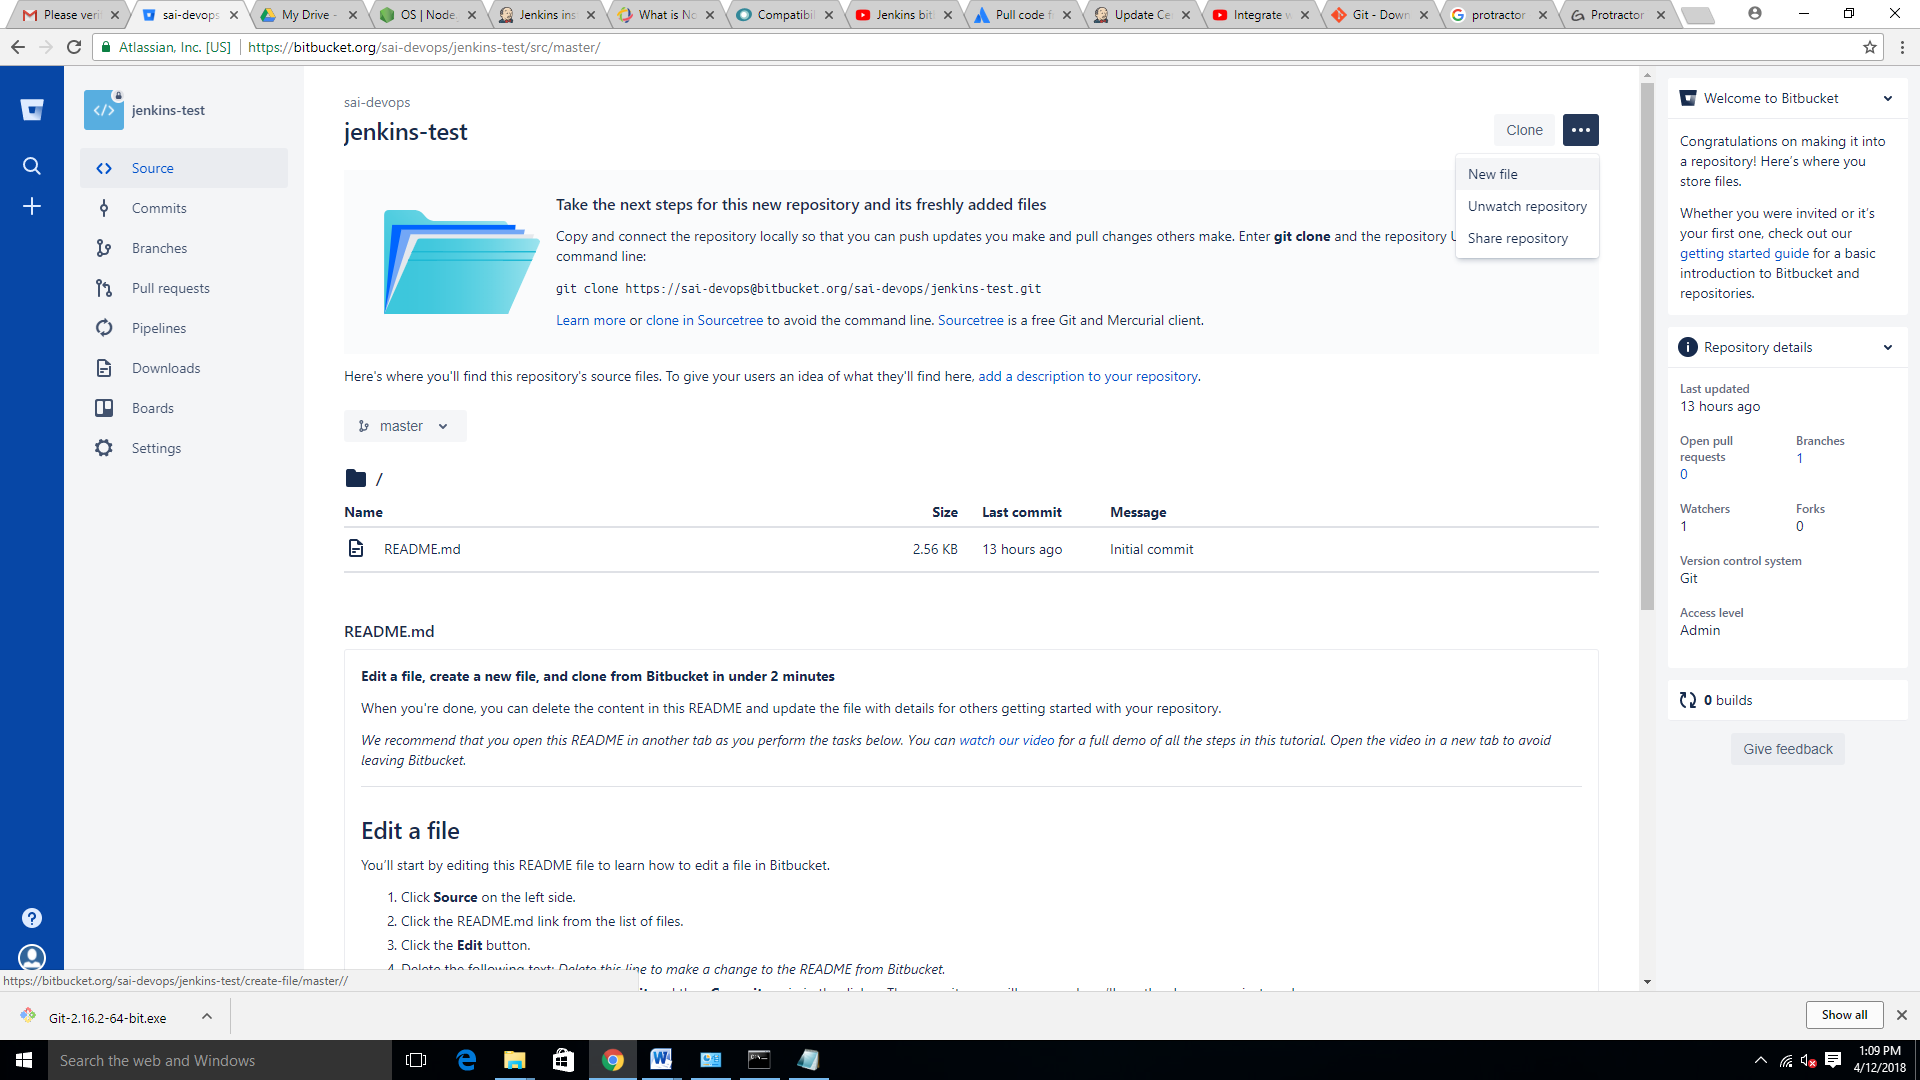 Please veri
sai-devops
My Drive -
OS | Node.
Jenkins ins
What is No
Compatibil
Jenkins bit
Pull code f
Update Ce
Integrate w
Git - Down
protractor
Protractor
Atlassian, Inc. [US] https://bitbucket.org/sai-devops/jenkins-test/src/master/
jenkins-test
Source
Commits
Branches
Pull requests
Pipelines
Downloads
Boards
Settings
sai-devops
jenkins-test
Clone
New file
Unwatch repository
Share repository
Take the next steps for this new repository and its freshly added files
Copy and connect the repository locally so that you can push updates you make and pull changes others make. Enter git clone and the repository U
command line:
git clone https://sai-devops@bitbucket.org/sai-devops/jenkins-test.git
Learn more or clone in Sourcetree to avoid the command line. Sourcetree is a free Git and Mercurial client.
Here's where you'll find this repository's source files. To give your users an idea of what they'll find here, add a description to your repository.
master
/
Name Size Last commit Message
README.md 2.56 KB 13 hours ago Initial commit
README.md
Edit a file, create a new file, and clone from Bitbucket in under 2 minutes
When you're done, you can delete the content in this README and update the file with details for others getting started with your repository.
We recommend that you open this README in another tab as you perform the tasks below. You can watch our video for a full demo of all the steps in this tutorial. Open the video in a new tab to avoid
leaving Bitbucket.
Edit a file
You'll start by editing this README file to learn how to edit a file in Bitbucket.
1. Click Source on the left side.
2. Click the README.md link from the list of files.
3. Click the Edit button.
4. Delete the following text: Delete this line to make a change to the README from Bitbucket.
Welcome to Bitbucket
Congratulations on making it into
a repository! Here's where you
store files.
Whether you were invited or it's
your first one, check out our
getting started guide for a basic
introduction to Bitbucket and
repositories.
Repository details
Last updated
13 hours ago
Open pull
requests
0
Branches
1
Watchers
1
Forks
0
Version control system
Git
Access level
Admin
0 builds
Give feedback
https://bitbucket.org/sai-devops/jenkins-test/create-file/master//
Git-2.16.2-64-bit.exe
Show all
Search the web and Windows
1:09 PM
4/12/2018